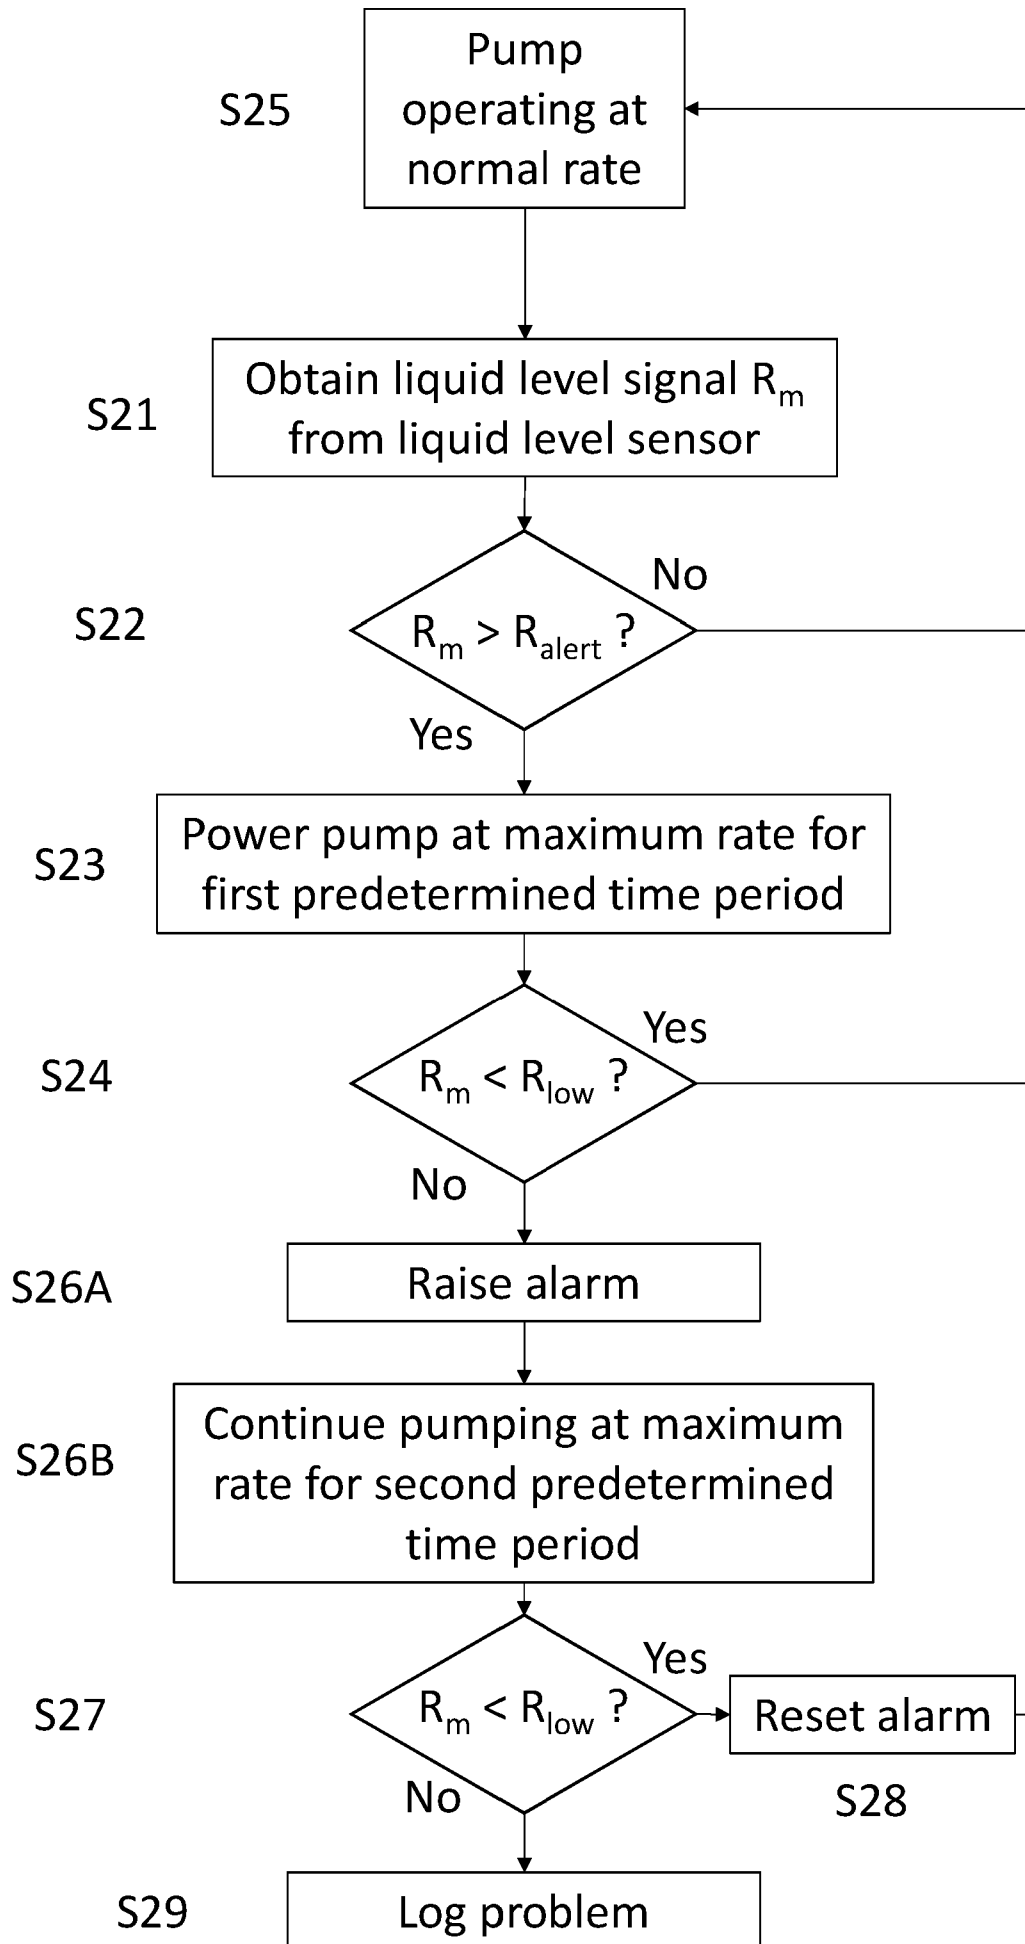 Pump
operating at
normal rate
S25
Obtain liquid level signal Rm
from liquid level sensor
S21
No
Rm > Ralert ?
S22
Yes
Power pump at maximum rate for
first predetermined time period
S23
Yes
Rm < Rlow ?
S24
No
Raise alarm
S26A
Continue pumping at maximum
rate for second predetermined
time period
S26B
Yes
Rm < Rlow ?
S27
Reset alarm
S28
No
Log problem
S29